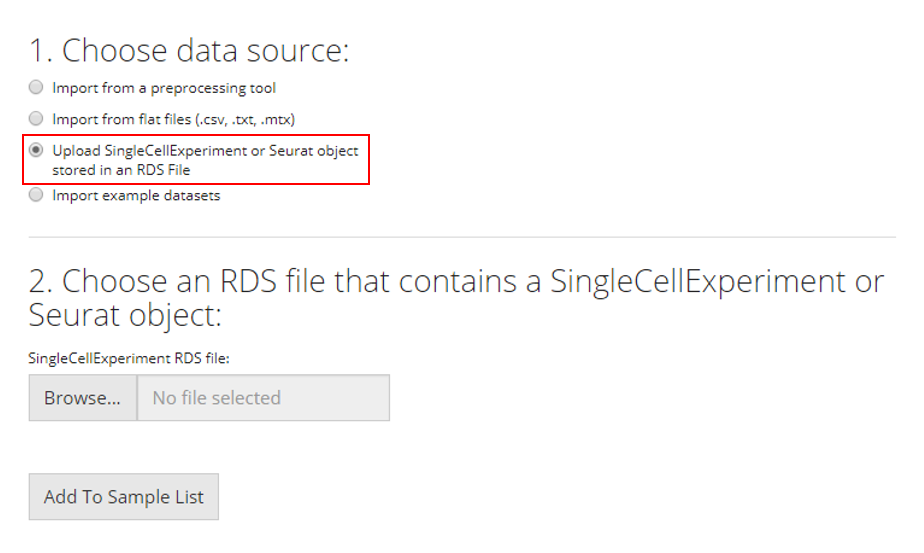 1. Choose data source:
Import from a preprocessing tool
Import from flat files (.csv, .txt, .mtx)
Upload SingleCellExperiment or Seurat object
stored in an RDS File
Import example datasets
2. Choose an RDS file that contains a SingleCellExperiment or
Seurat object:
SingleCellExperiment RDS file:
Browse... No file selected
Add To Sample List